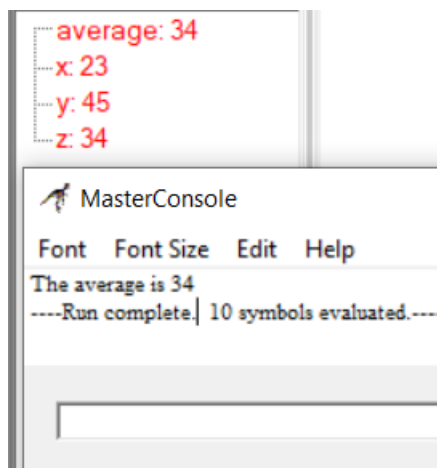 average: 34
x: 23
y: 45
z: 34
MasterConsole
Font Font Size Edit Help
The average is 34
----Run complete. 10 symbols evaluated.----